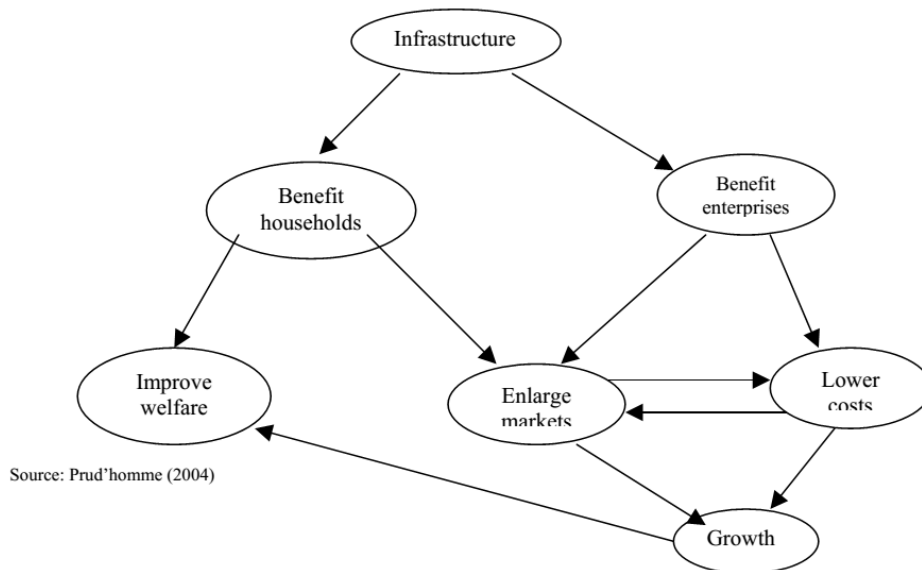 Infrastructure
Benefit
households
Benefit
enterprises
Improve
welfare
Enlarge
markets
Lower
costs
Source: Prud'homme (2004)
Growth